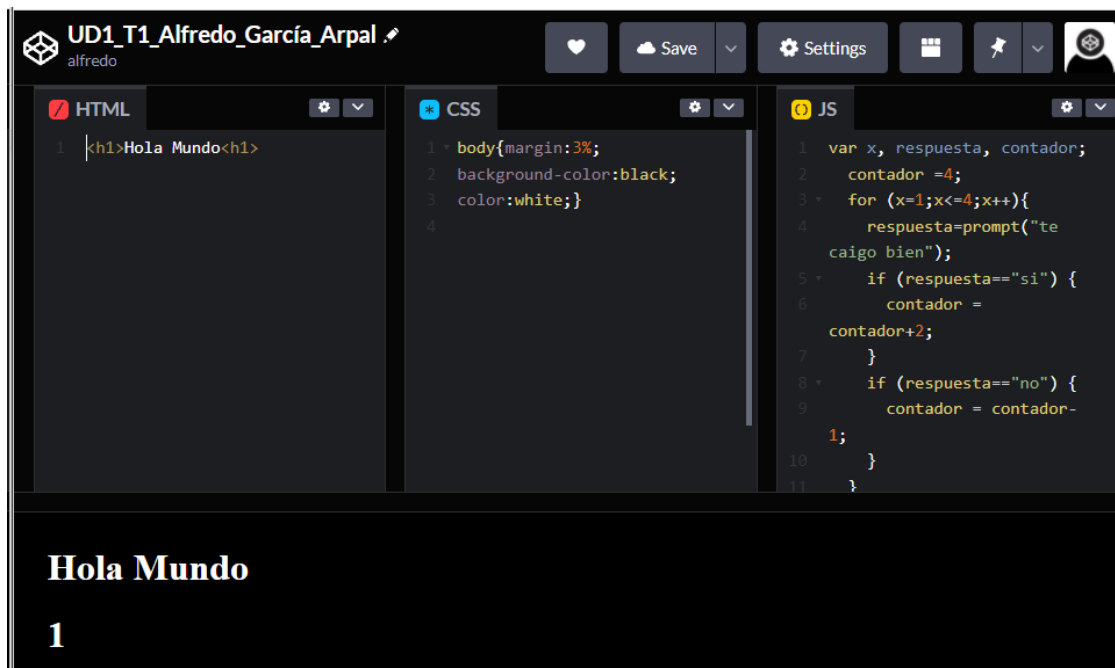 UD1_T1_Alfredo_García_Arpal
alfredo
Save
Settings
HTML
CSS
JS
1 <h1>Hola Mundo<h1>
1 body{margin:3%;
2 background-color:black;
3 color:white;}
4
1 var x, respuesta, contador;
2 contador =4;
3 for (x=1;x<=4;x++){
4 respuesta=prompt("te
caigo bien");
5 if (respuesta=="si") {
6 contador =
contador+2;
7 }
8 if (respuesta=="no") {
9 contador = contador-
1;
10 }
11 }
Hola Mundo
1